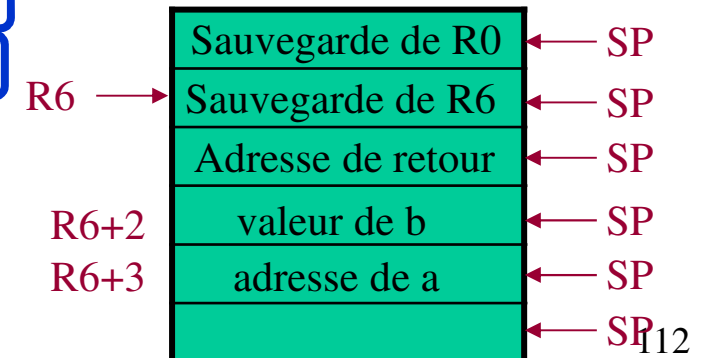 Sauvegarde de R0 SP
R6 Sauvegarde de R6 SP
Adresse de retour SP
R6+2 valeur de b SP
R6+3 adresse de a SP
SP
112